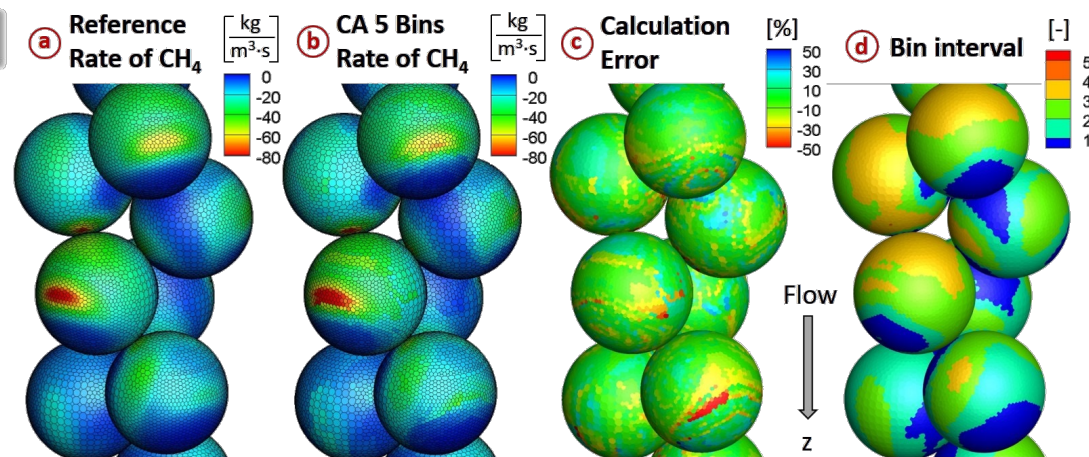 a Reference
Rate of CH₄
[kg/m³·s]
0
-20
-40
-60
-80
b CA 5 Bins
Rate of CH₄
[kg/m³·s]
0
-20
-40
-60
-80
c Calculation
Error
[%]
50
30
10
-10
-30
-50
Flow
z
d Bin interval
[-]
5
4
3
2
1